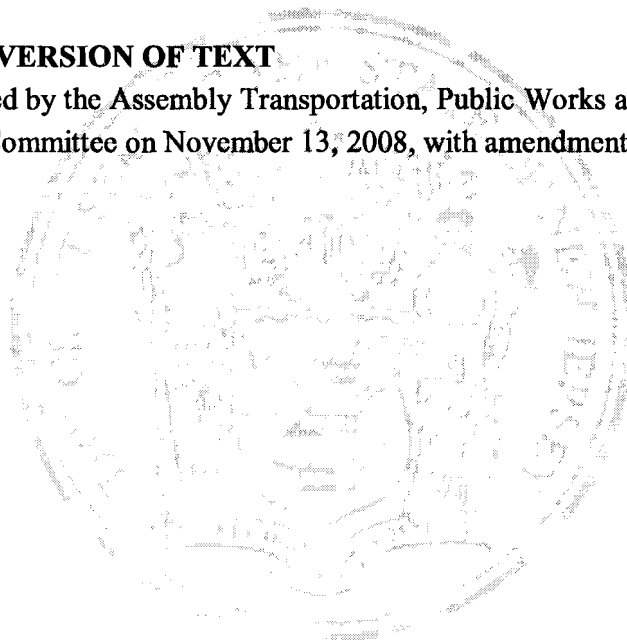 VERSION OF TEXT
ed by the Assembly Transportation, Public Works a
Committee on November 13, 2008, with amendment